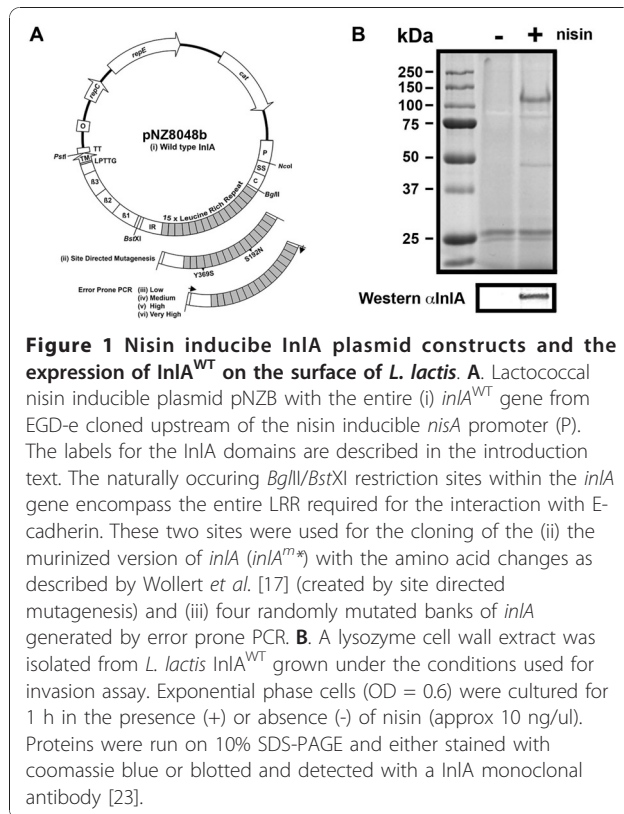 A
repE
repC
cat
O
pNZ8048b
(i) Wild type InlA
PstI
TT
TM
LPTTG
P
SS
NcoI
C
BglII
ß3
ß2
ß1
IR
15 x Leucine Rich Repeat
BstXI
(ii) Site Directed Mutagenesis
Y369S
S192N
Error Prone PCR (iii) Low
(iv) Medium
(v) High
(vi) Very High
B
kDa - + nisin
250
150
100
75
50
37
25
Western αInlA
Figure 1 Nisin inducibe InlA plasmid constructs and the
expression of InlAWT on the surface of L. lactis. A. Lactococcal
nisin inducible plasmid pNZB with the entire (i) inlAWT gene from
EGD-e cloned upstream of the nisin inducible nisA promoter (P).
The labels for the InlA domains are described in the introduction
text. The naturally occuring BglII/BstXI restriction sites within the inlA
gene encompass the entire LRR required for the interaction with E-
cadherin. These two sites were used for the cloning of the (ii) the
murinized version of inlA (inlAm*) with the amino acid changes as
described by Wollert et al. [17] (created by site directed
mutagenesis) and (iii) four randomly mutated banks of inlA
generated by error prone PCR. B. A lysozyme cell wall extract was
isolated from L. lactis InlAWT grown under the conditions used for
invasion assay. Exponential phase cells (OD = 0.6) were cultured for
1 h in the presence (+) or absence (-) of nisin (approx 10 ng/ul).
Proteins were run on 10% SDS-PAGE and either stained with
coomassie blue or blotted and detected with a InlA monoclonal
antibody [23].